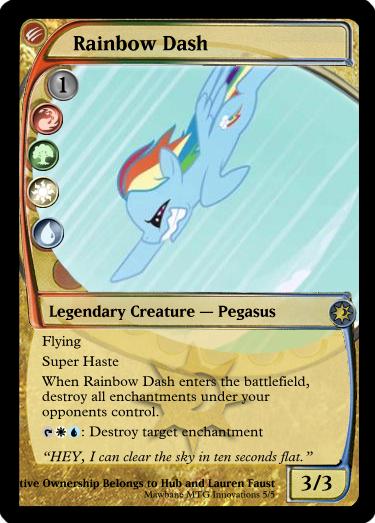 Rainbow Dash
1
Legendary Creature — Pegasus
Flying
Super Haste
When Rainbow Dash enters the battlefield,
destroy all enchantments under your
opponents control.
: Destroy target enchantment
“HEY, I can clear the sky in ten seconds flat.”
tive Ownership Belongs to Hub and Lauren Faust
Mawbane MTG Innovations 5/5
3/3